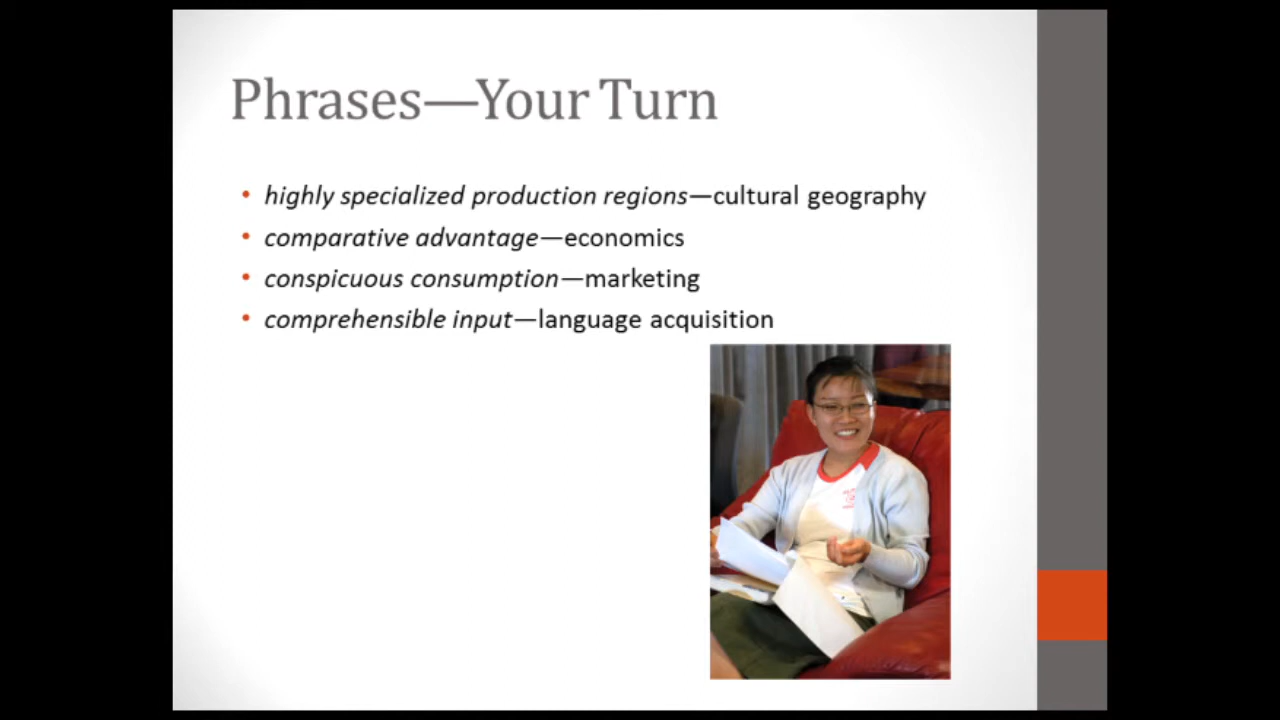 Phrases—Your Turn
• highly specialized production regions—cultural geography
• comparative advantage—economics
• conspicuous consumption—marketing
• comprehensible input—language acquisition